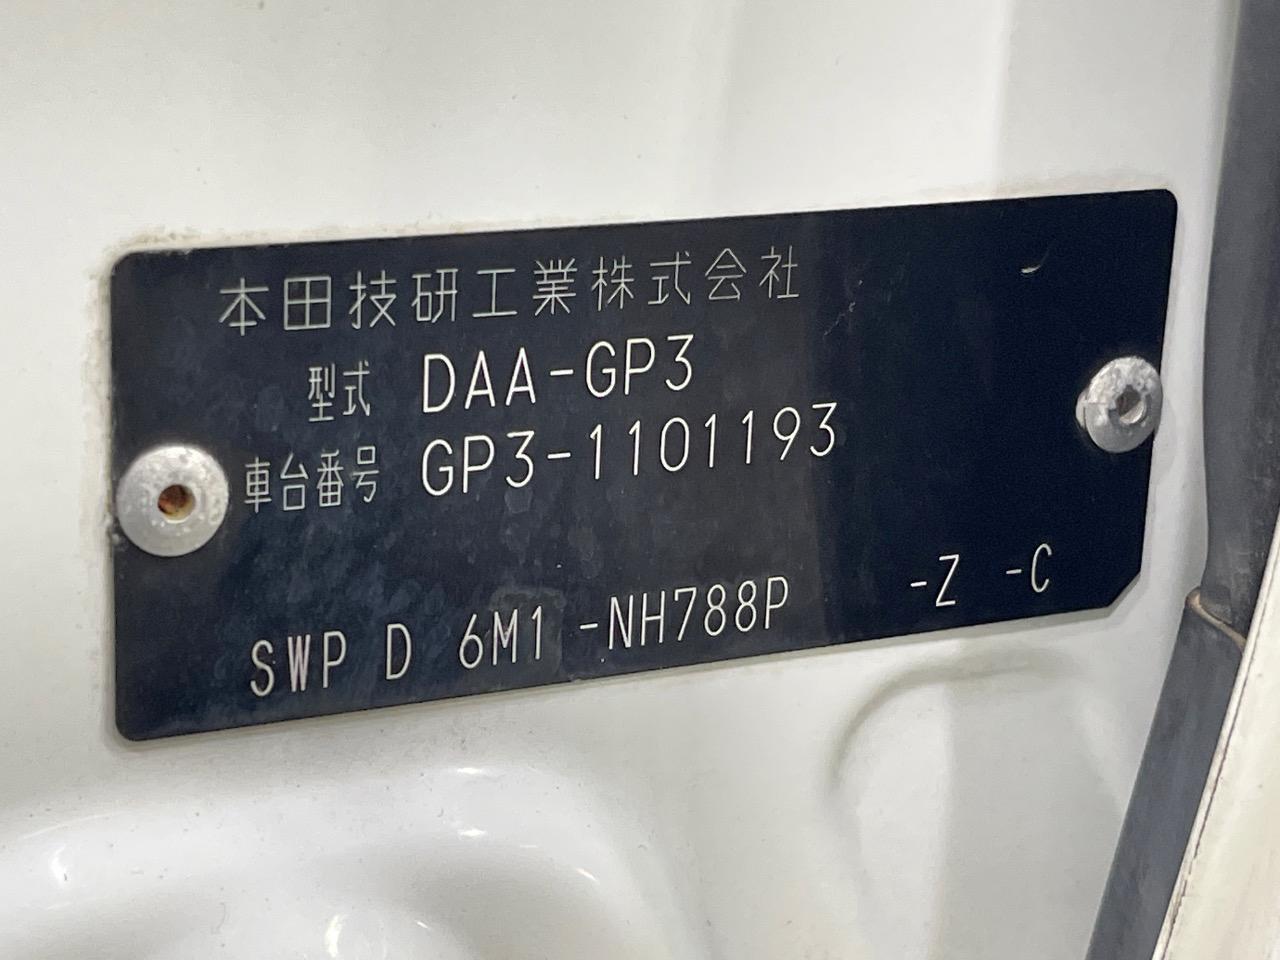 本田技研工業株式会社
型式 DAA-GP3
車台番号 GP3-1101193
SWP D 6M1 -NH788P -Z -C